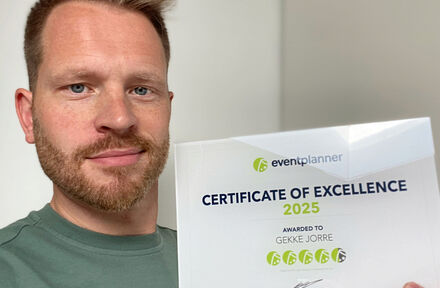 eventplanner
CERTIFICATE OF EXCELLENCE
2025
AWARDED TO
GEKKE JORRE